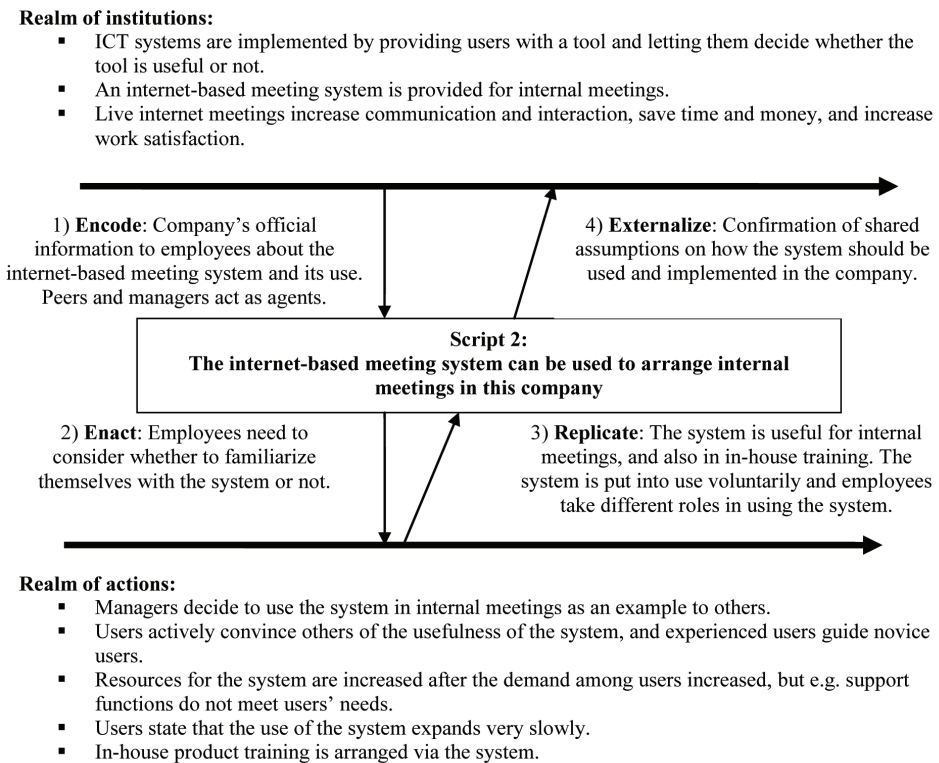 Realm of institutions:
▪ ICT systems are implemented by providing users with a tool and letting them decide whether the
tool is useful or not.
▪ An internet-based meeting system is provided for internal meetings.
▪ Live internet meetings increase communication and interaction, save time and money, and increase
work satisfaction.
1) Encode: Company’s official
information to employees about the
internet-based meeting system and its use.
Peers and managers act as agents.
4) Externalize: Confirmation of shared
assumptions on how the system should be
used and implemented in the company.
Script 2:
The internet-based meeting system can be used to arrange internal
meetings in this company
2) Enact: Employees need to
consider whether to familiarize
themselves with the system or not.
3) Replicate: The system is useful for internal
meetings, and also in in-house training. The
system is put into use voluntarily and employees
take different roles in using the system.
Realm of actions:
▪ Managers decide to use the system in internal meetings as an example to others.
▪ Users actively convince others of the usefulness of the system, and experienced users guide novice
users.
▪ Resources for the system are increased after the demand among users increased, but e.g. support
functions do not meet users’ needs.
▪ Users state that the use of the system expands very slowly.
▪ In-house product training is arranged via the system.